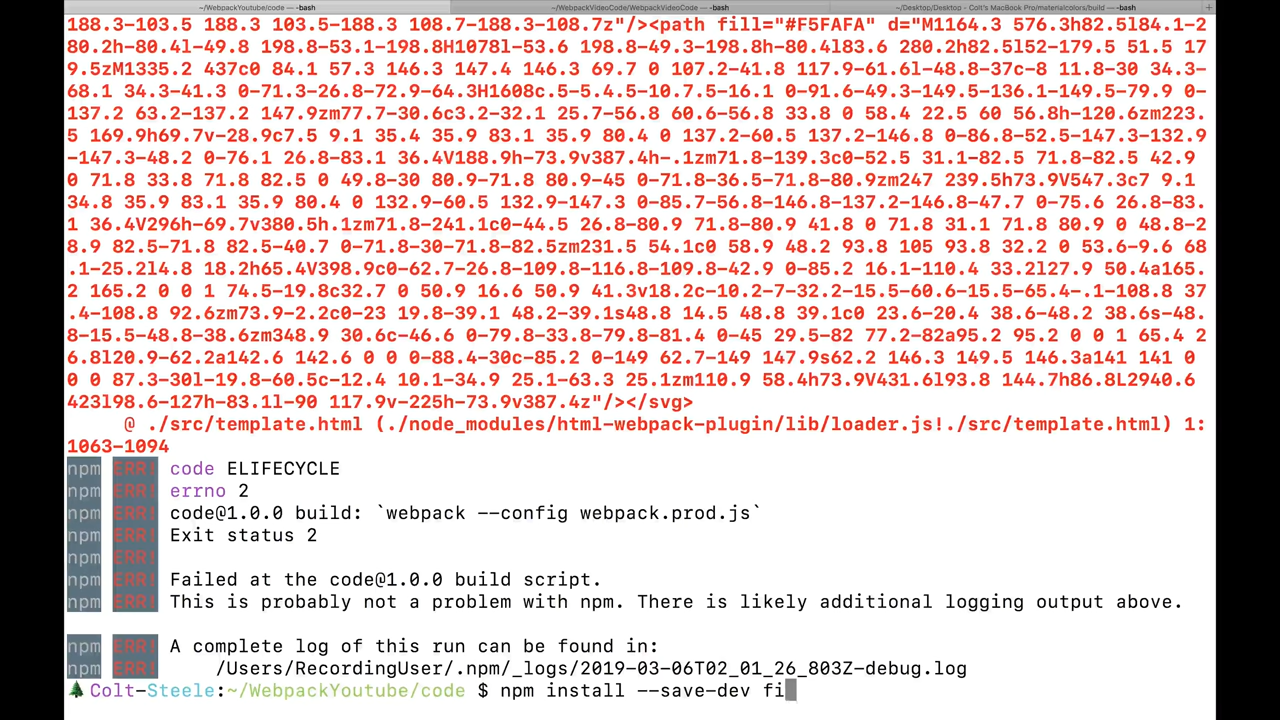 ~/WebpackYoutube/code — -bash
~/WebpackVideoCode/WebpackVideoCode — -bash
~/Desktop/Desktop - Colt's MacBook Pro/materialcolors/build — -bash
+
188.3-103.5 188.3 103.5-188.3 108.7-188.3-108.7z"/><path fill="#F5FAFA" d="M1164.3 576.3h82.5l84.1-2
80.2h-80.4l-49.8 198.8-53.1-198.8H1078l-53.6 198.8-49.3-198.8h-80.4l83.6 280.2h82.5l52-179.5 51.5 17
9.5zM1335.2 437c0 84.1 57.3 146.3 147.4 146.3 69.7 0 107.2-41.8 117.9-61.6l-48.8-37c-8 11.8-30 34.3-
68.1 34.3-41.3 0-71.3-26.8-72.9-64.3H1608c.5-5.4.5-10.7.5-16.1 0-91.6-49.3-149.5-136.1-149.5-79.9 0-
137.2 63.2-137.2 147.9zm77.7-30.6c3.2-32.1 25.7-56.8 60.6-56.8 33.8 0 58.4 22.5 60 56.8h-120.6zm223.
5 169.9h69.7v-28.9c7.5 9.1 35.4 35.9 83.1 35.9 80.4 0 137.2-60.5 137.2-146.8 0-86.8-52.5-147.3-132.9
-147.3-48.2 0-76.1 26.8-83.1 36.4V188.9h-73.9v387.4h-.1zm71.8-139.3c0-52.5 31.1-82.5 71.8-82.5 42.9
0 71.8 33.8 71.8 82.5 0 49.8-30 80.9-71.8 80.9-45 0-71.8-36.5-71.8-80.9zm247 239.5h73.9V547.3c7 9.1
34.8 35.9 83.1 35.9 80.4 0 132.9-60.5 132.9-147.3 0-85.7-56.8-146.8-137.2-146.8-47.7 0-75.6 26.8-83.
1 36.4V296h-69.7v380.5h.1zm71.8-241.1c0-44.5 26.8-80.9 71.8-80.9 41.8 0 71.8 31.1 71.8 80.9 0 48.8-2
8.9 82.5-71.8 82.5-40.7 0-71.8-30-71.8-82.5zm231.5 54.1c0 58.9 48.2 93.8 105 93.8 32.2 0 53.6-9.6 68
.1-25.2l4.8 18.2h65.4V398.9c0-62.7-26.8-109.8-116.8-109.8-42.9 0-85.2 16.1-110.4 33.2l27.9 50.4a165.
2 165.2 0 0 1 74.5-19.8c32.7 0 50.9 16.6 50.9 41.3v18.2c-10.2-7-32.2-15.5-60.6-15.5-65.4-.1-108.8 37
.4-108.8 92.6zm73.9-2.2c0-23 19.8-39.1 48.2-39.1s48.8 14.5 48.8 39.1c0 23.6-20.4 38.6-48.2 38.6s-48.
8-15.5-48.8-38.6zm348.9 30.6c-46.6 0-79.8-33.8-79.8-81.4 0-45 29.5-82 77.2-82a95.2 95.2 0 0 1 65.4 2
6.8l20.9-62.2a142.6 142.6 0 0 0-88.4-30c-85.2 0-149 62.7-149 147.9s62.2 146.3 149.5 146.3a141 141 0
0 0 87.3-30l-19.8-60.5c-12.4 10.1-34.9 25.1-63.3 25.1zm110.9 58.4h73.9V431.6l93.8 144.7h86.8L2940.6
423l98.6-127h-83.1l-90 117.9v-225h-73.9v387.4z"/></svg>
@ ./src/template.html (./node_modules/html-webpack-plugin/lib/loader.js!./src/template.html) 1:
1063-1094
npm ERR! code ELIFECYCLE
npm ERR! errno 2
npm ERR! code@1.0.0 build: `webpack --config webpack.prod.js`
npm ERR! Exit status 2
npm ERR!
npm ERR! Failed at the code@1.0.0 build script.
npm ERR! This is probably not a problem with npm. There is likely additional logging output above.
npm ERR! A complete log of this run can be found in:
npm ERR! /Users/RecordingUser/.npm/_logs/2019-03-06T02_01_26_803Z-debug.log
Colt-Steele:~/WebpackYoutube/code $ npm install --save-dev fi